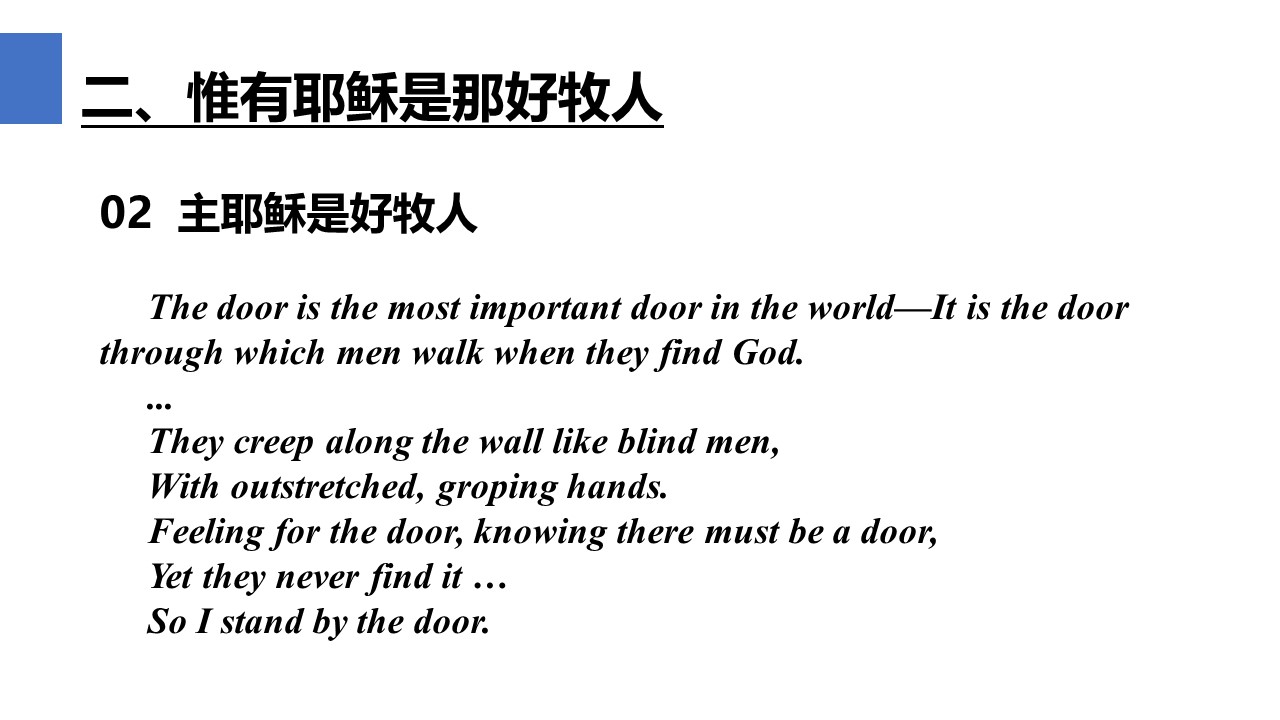 二、惟有耶稣是那好牧人
02 主耶稣是好牧人
The door is the most important door in the world—It is the door
through which men walk when they find God.
...
They creep along the wall like blind men,
With outstretched, groping hands.
Feeling for the door, knowing there must be a door,
Yet they never find it …
So I stand by the door.